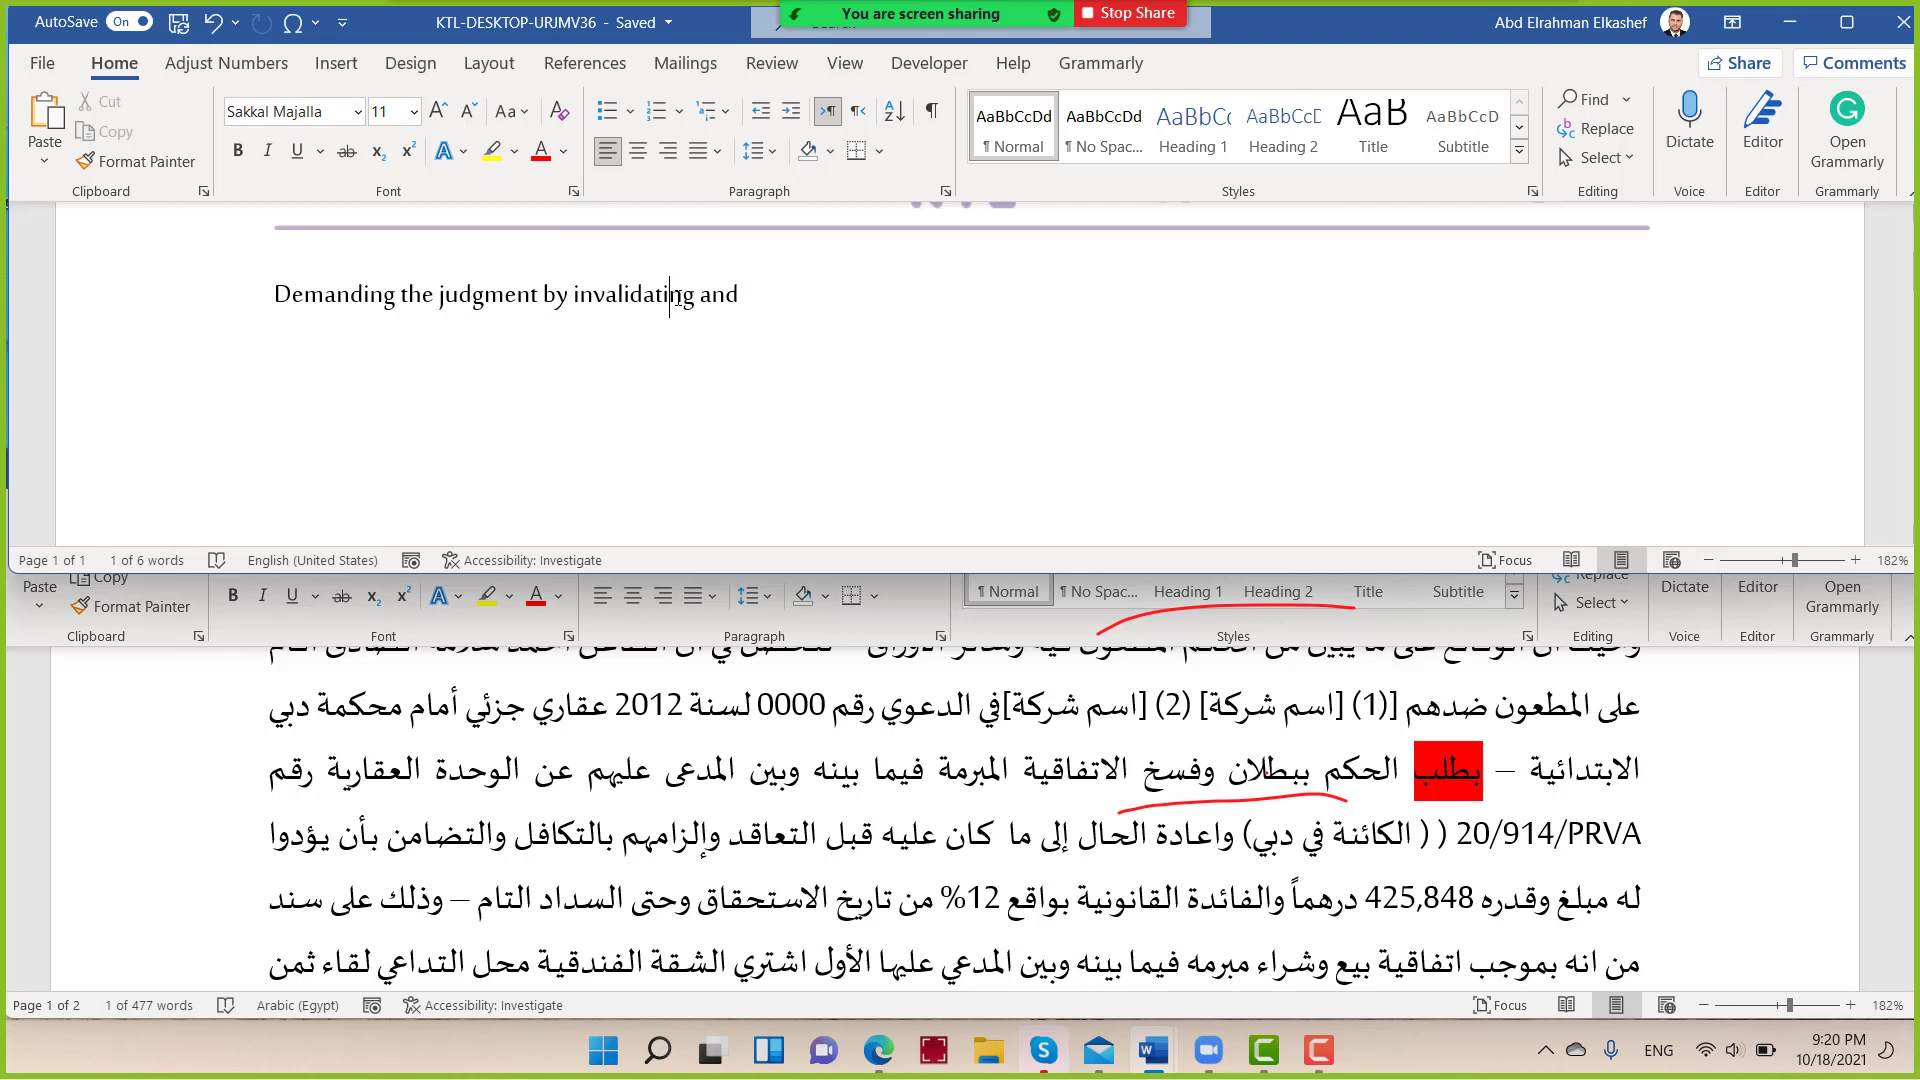 AutoSave On KTL-DESKTOP-URJMV36 - Saved You are screen sharing Stop Share Abd Elrahman Elkashef
File Home Adjust Numbers Insert Design Layout References Mailings Review View Developer Help Grammarly Share Comments
Paste Cut Copy Format Painter
Sakkal Majalla 11
AaBbCcDd AaBbCcDd AaBbCc AaBbCcD AaB AaBbCcD
¶ Normal ¶ No Spac... Heading 1 Heading 2 Title Subtitle
Find Replace Select
Dictate Editor Open Grammarly
Clipboard Font Paragraph Styles Editing Voice Editor Grammarly
Demanding the judgment by invalidating and
Page 1 of 1 1 of 6 words English (United States) Accessibility: Investigate Focus 182%
Paste Copy ¶ Normal ¶ No Spac... Heading 1 Heading 2 Title Subtitle Replace Dictate Editor Open
Format Painter Select Grammarly
Clipboard Font Paragraph Styles Editing Voice Editor Grammarly
على المطعون ضدهم [(1) [اسم شركة] (2) [اسم شركة]في الدعوي رقم 0000 لسنة 2012 عقاري جزئي أمام محكمة دبي
الابتدائية – بطلب الحكم ببطلان وفسخ الاتفاقية المبرمة فيما بينه وبين المدعى عليهم عن الوحدة العقارية رقم
20/914/PRVA ( ( الكائنة في دبي) واعادة الحال إلى ما كان عليه قبل التعاقد وإلزامهم بالتكافل والتضامن بأن يؤدوا
له مبلغ وقدره 425,848 درهماً والفائدة القانونية بواقع 12% من تاريخ الاستحقاق وحتى السداد التام – وذلك على سند
من انه بموجب اتفاقية بيع وشراء مبرمه فيما بينه وبين المدعي عليها الأول اشتري الشقة الفندقية محل التداعي لقاء ثمن
Page 1 of 2 1 of 477 words Arabic (Egypt) Accessibility: Investigate Focus 182%
ENG 9:20 PM
10/18/2021